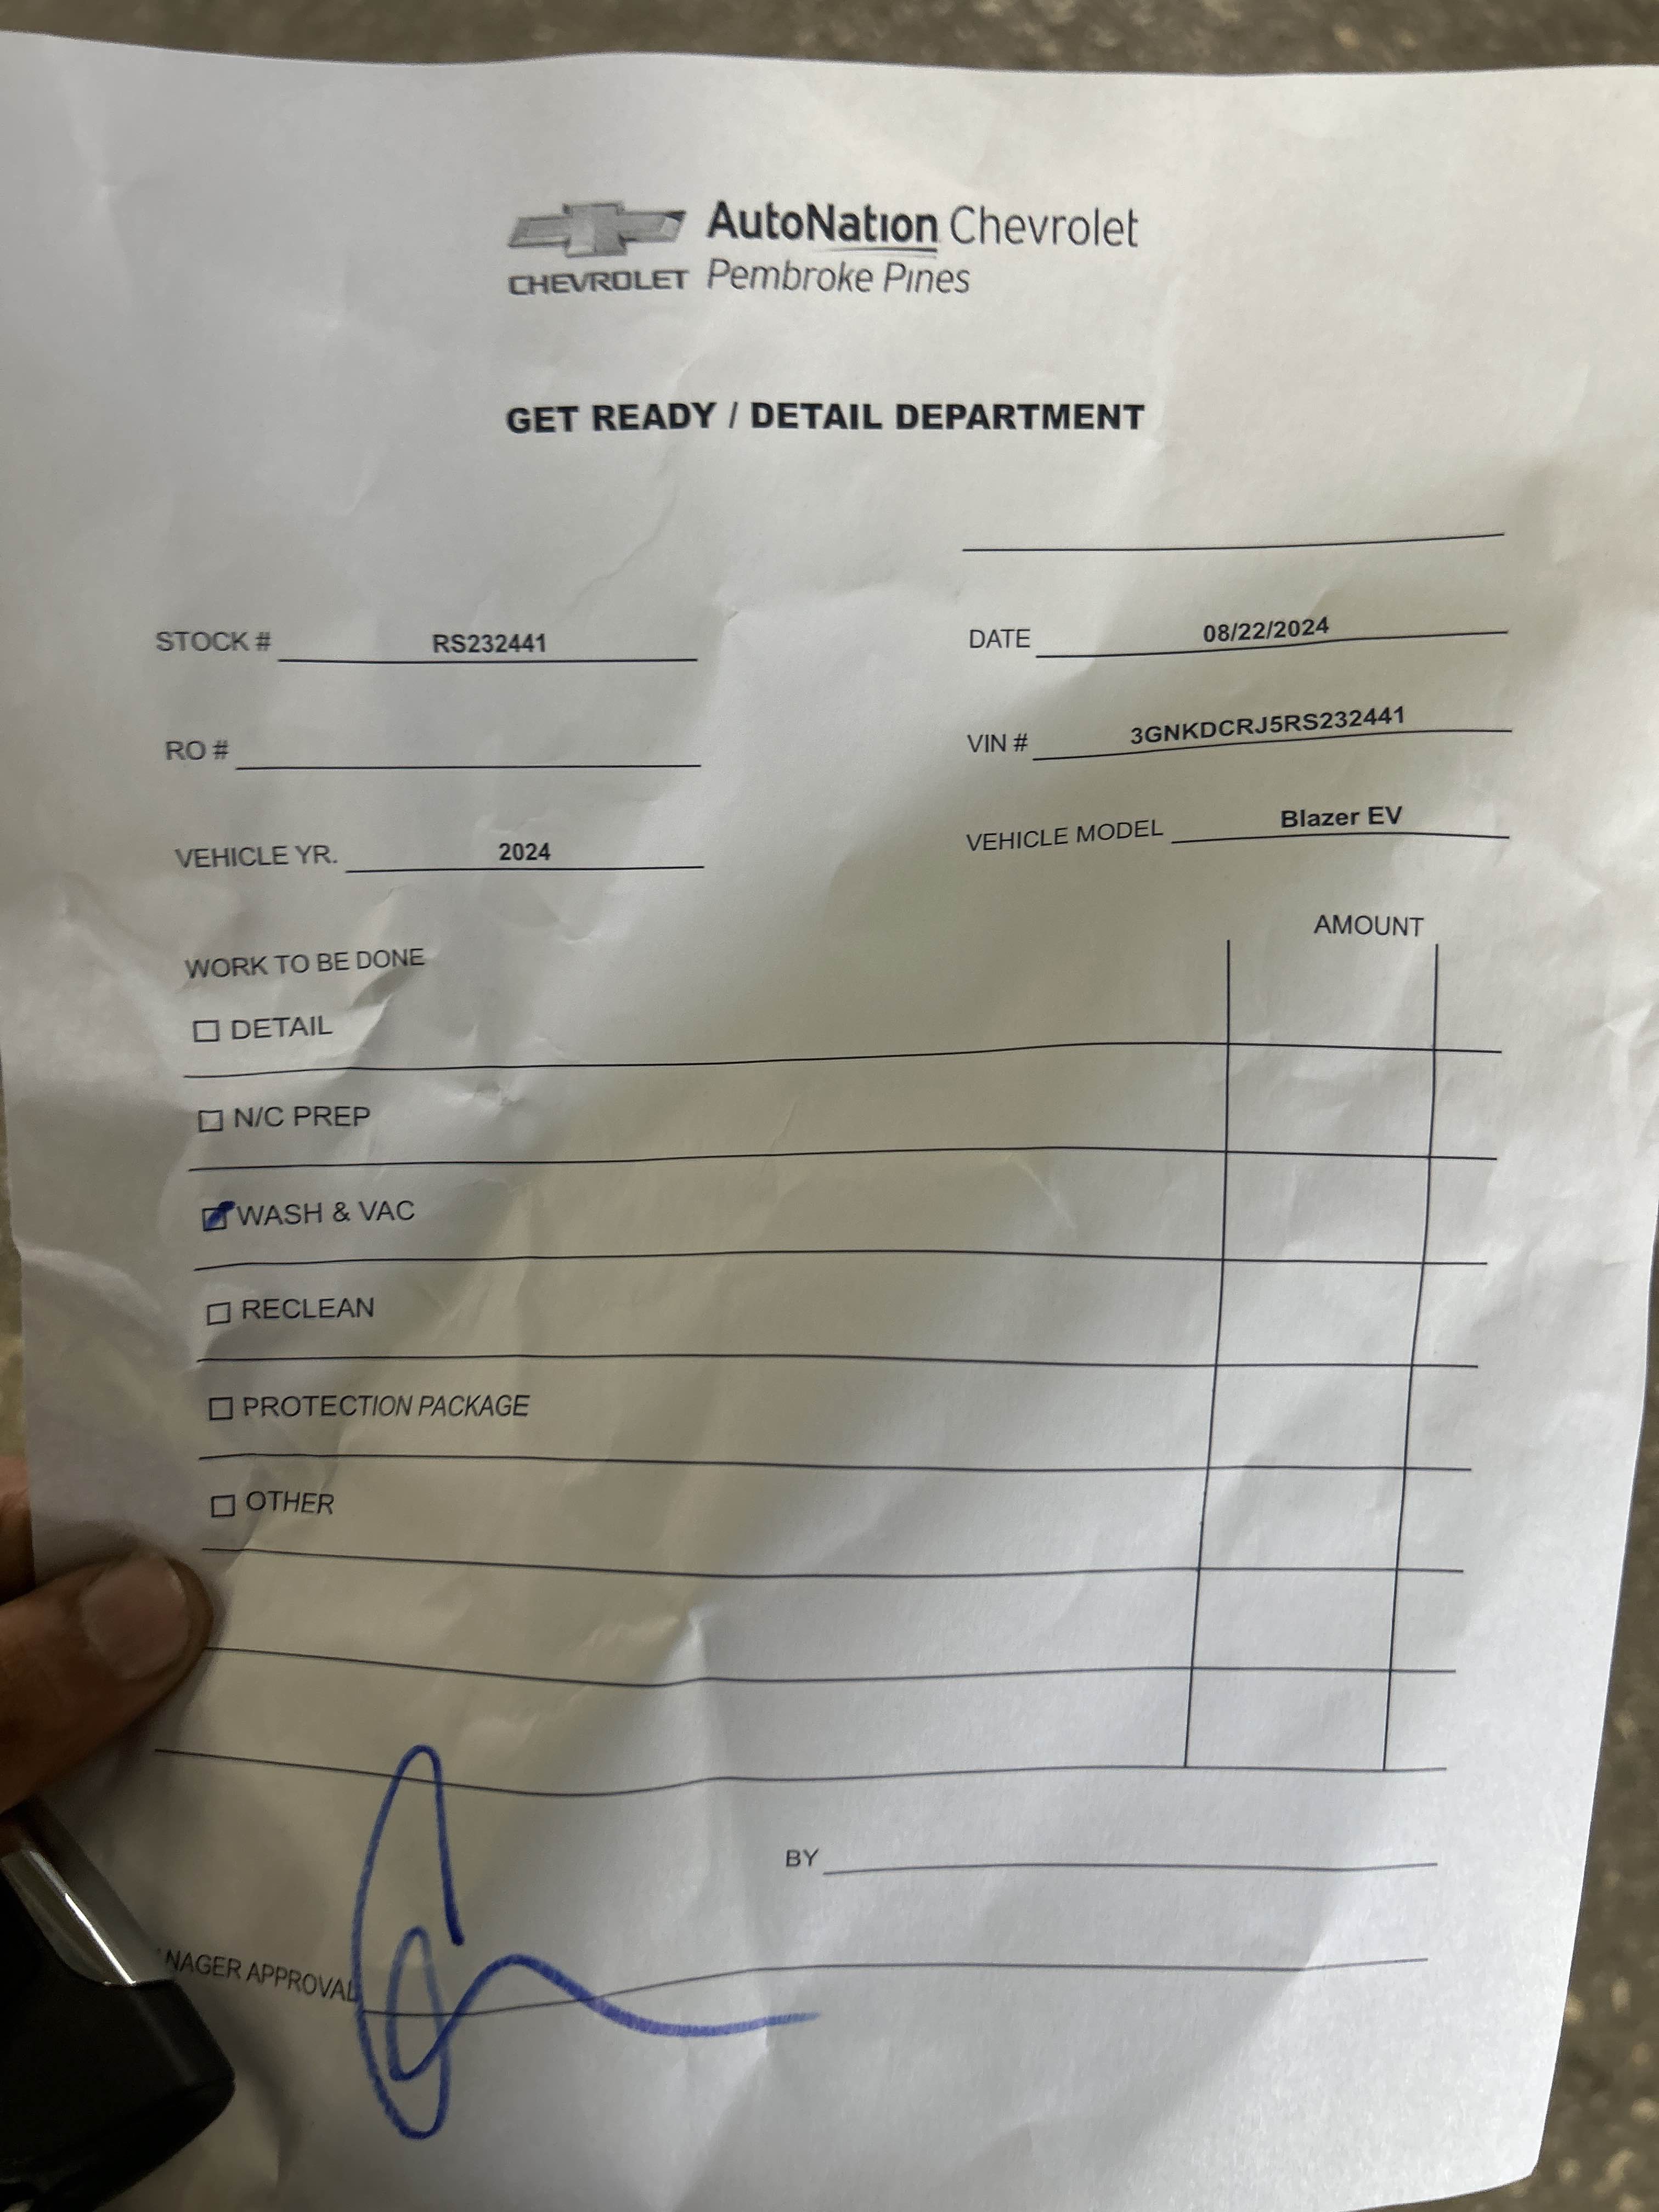 AutoNation Chevrolet
CHEVROLET Pembroke Pines
GET READY / DETAIL DEPARTMENT
STOCK # RS232441 DATE 08/22/2024
RO # VIN # 3GNKDCRJ5RS232441
VEHICLE YR. 2024 VEHICLE MODEL Blazer EV
AMOUNT
WORK TO BE DONE
DETAIL
N/C PREP
WASH & VAC
RECLEAN
PROTECTION PACKAGE
OTHER
BY
NAGER APPROVAL